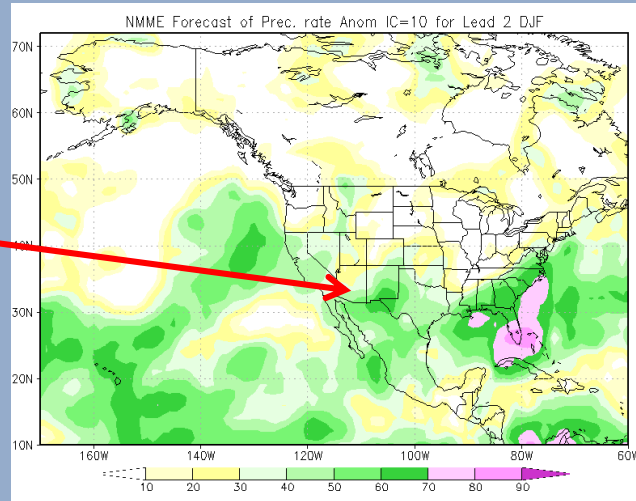 NMME Forecast of Prec. rate Anom IC=10 for Lead 2 DJF
70N
60N
50N
40N
30N
20N
10N
160W 140W 120W 100W 80W 60W
10 20 30 40 50 60 70 80 90